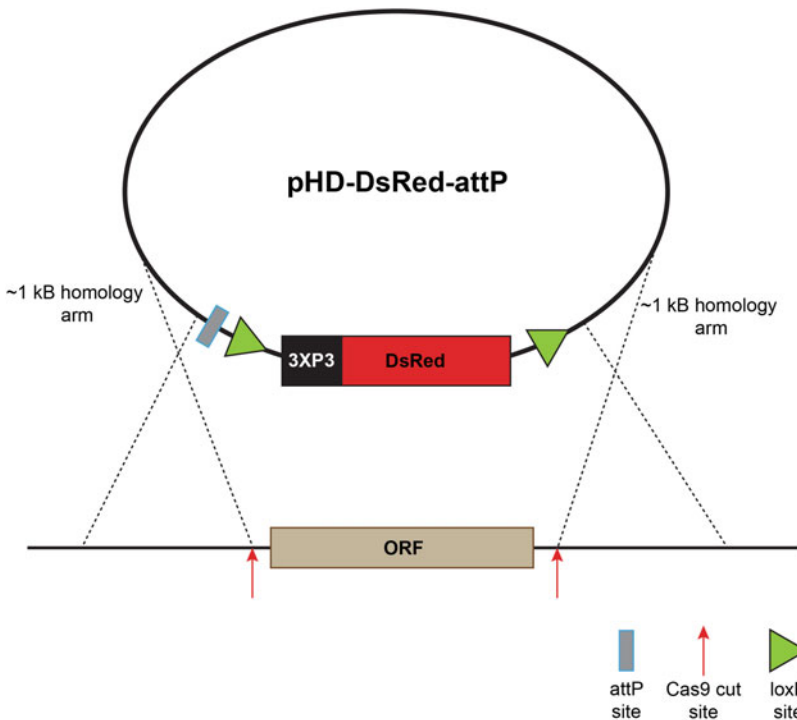 pHD-DsRed-attP
~1 kB homology
arm
~1 kB homology
arm
3XP3
DsRed
ORF
attP
site
Cas9 cut
site